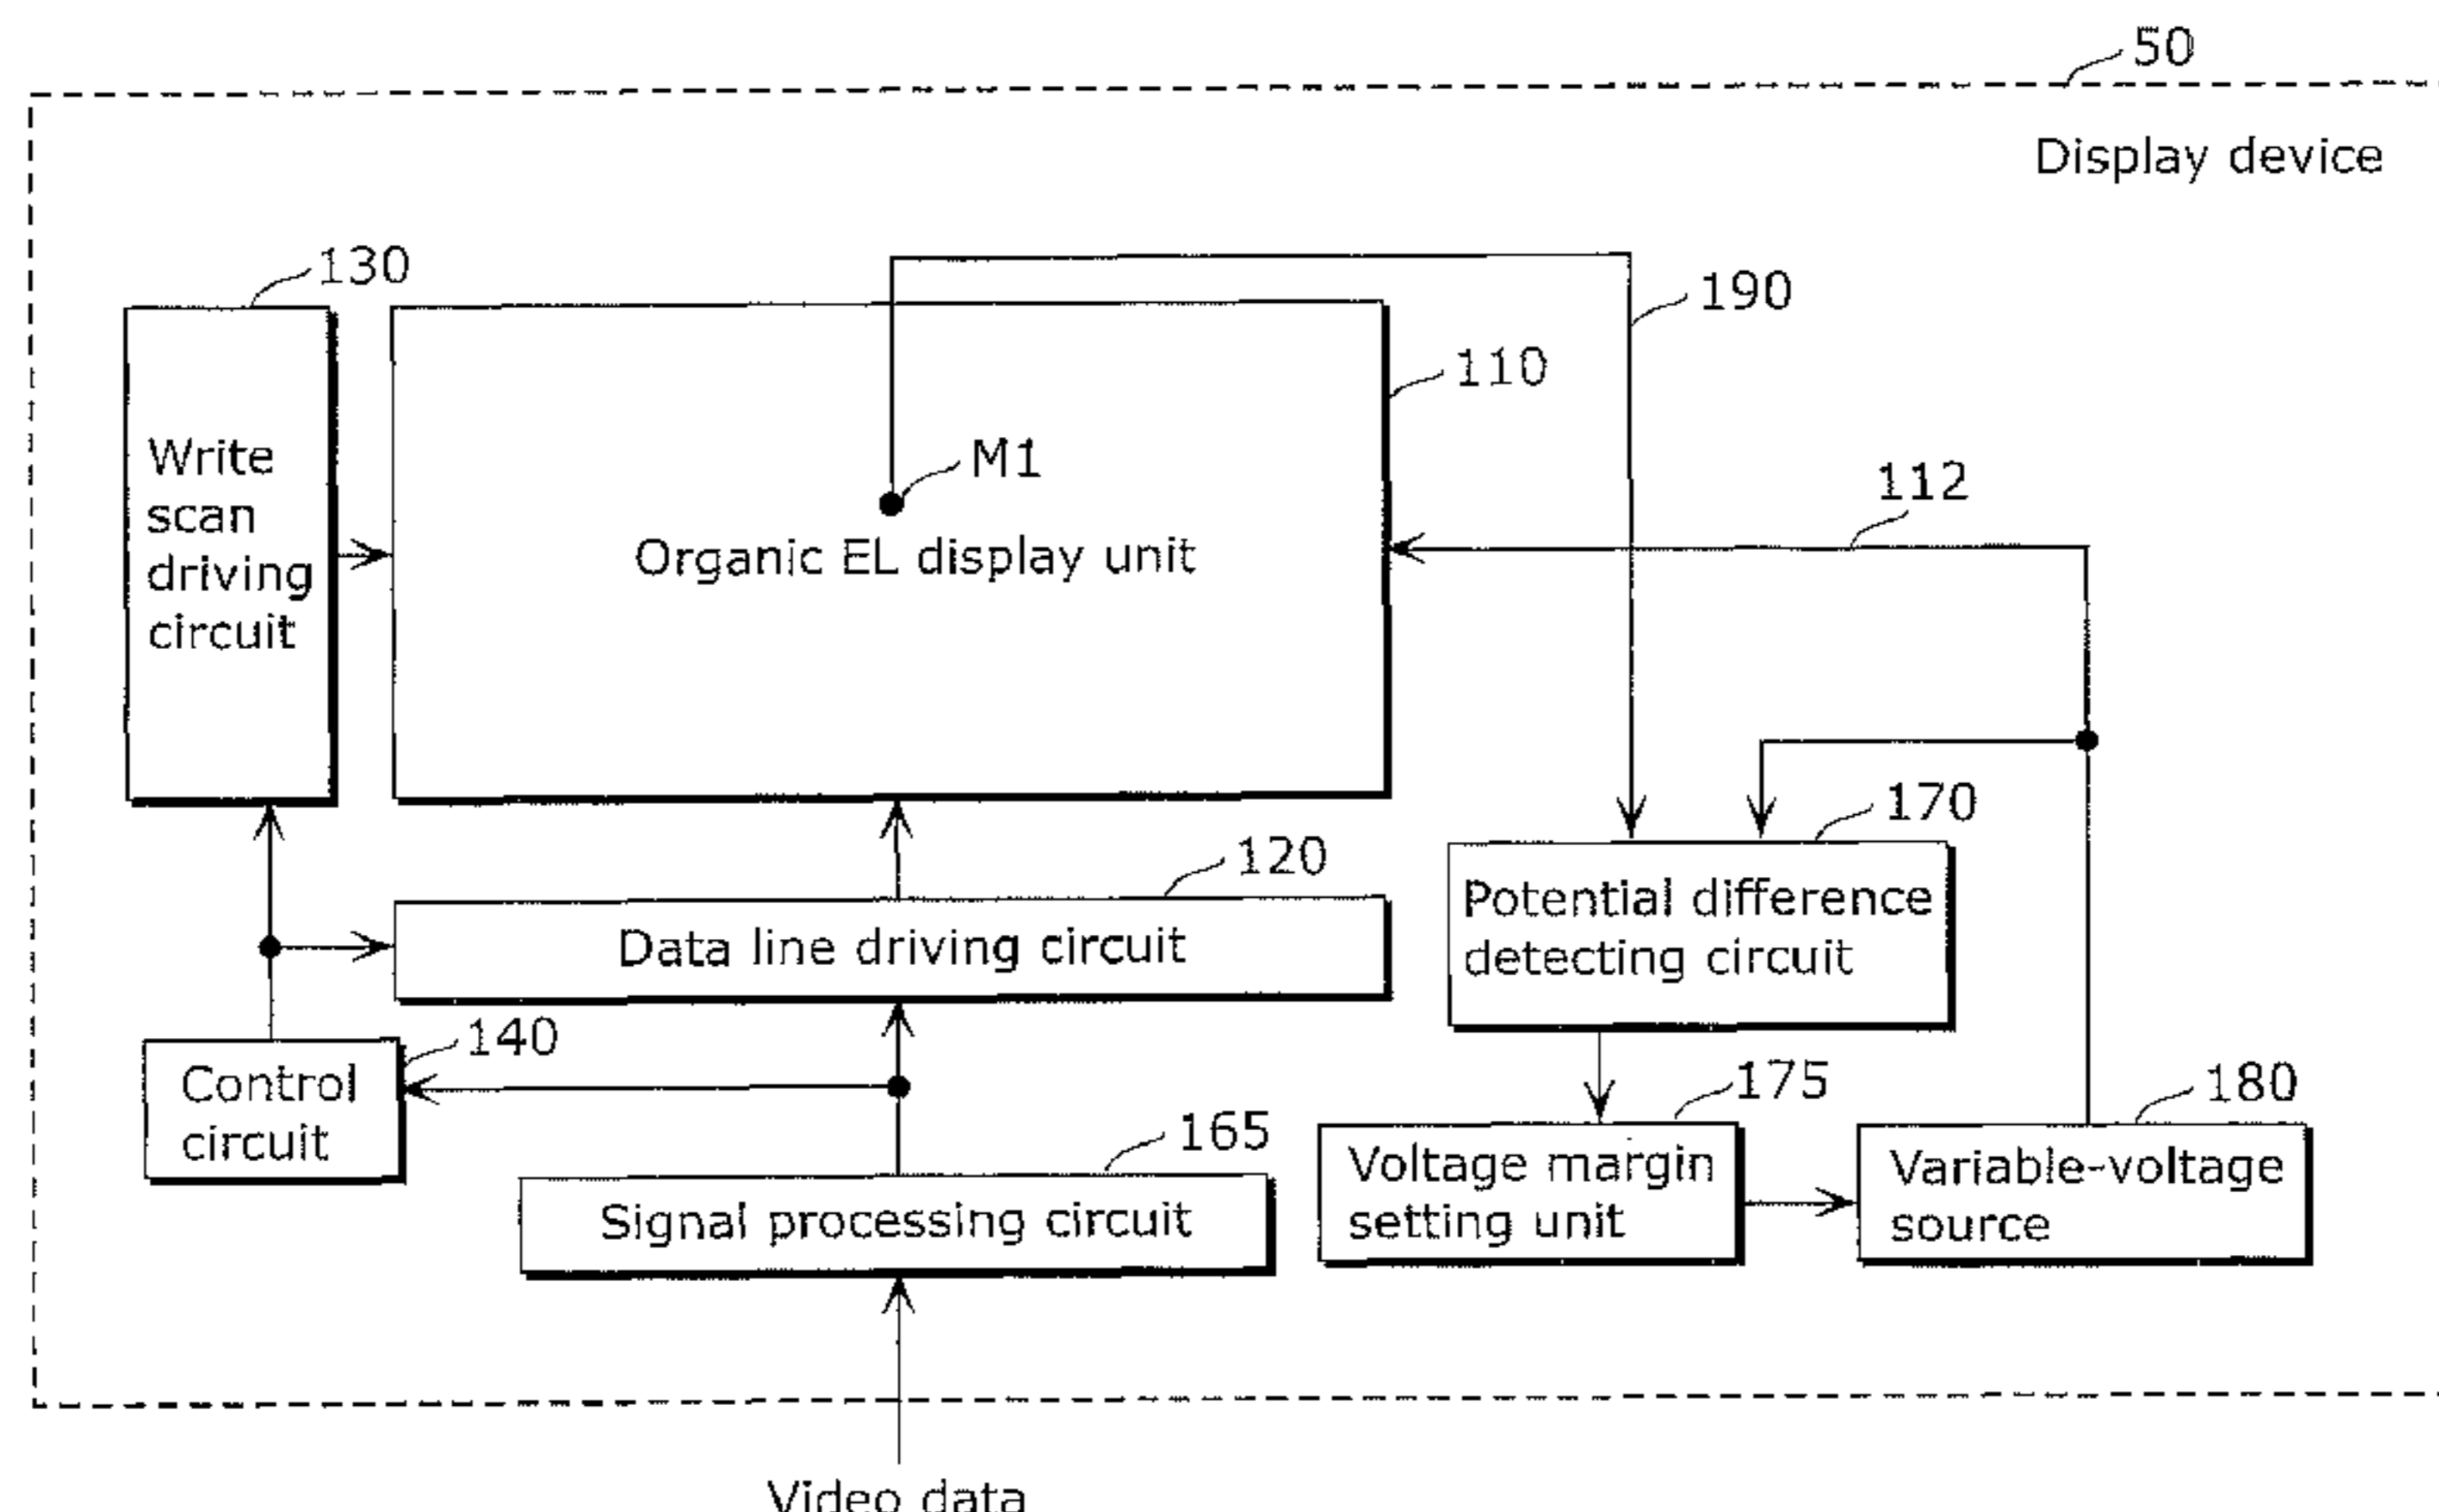 50
Display device
130
190
110
Write
scan
driving
circuit
M1
112
Organic EL display unit
170
120
Potential difference
detecting circuit
Data line driving circuit
140
Control
circuit
175
180
165
Voltage margin
setting unit
Variable-voltage
source
Signal processing circuit
Video data